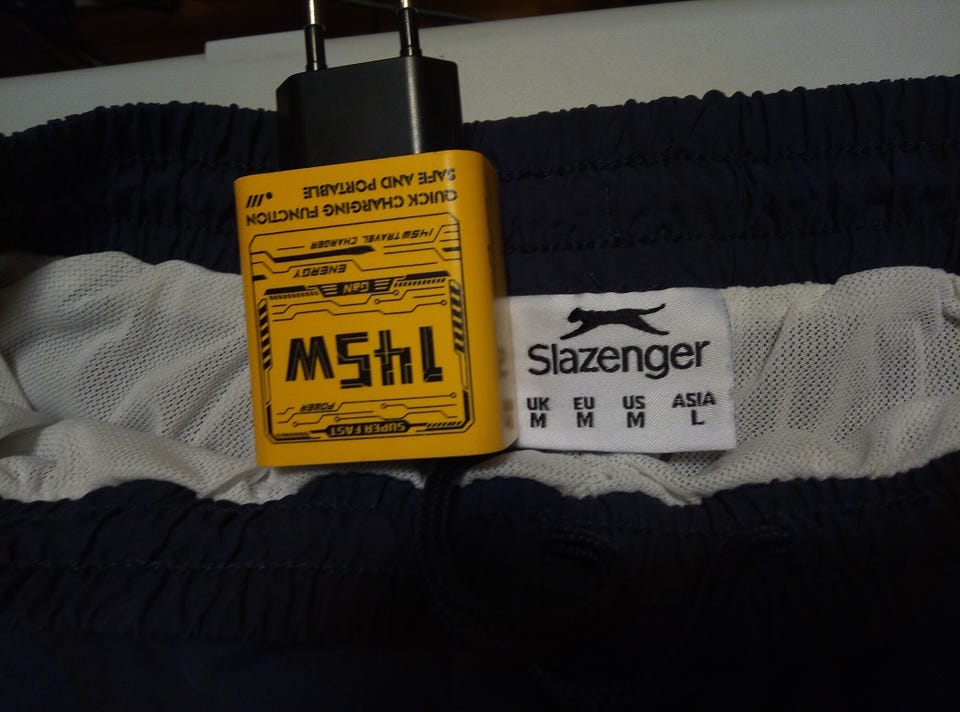 QUICK CHARGING FUNCTION
SAFE AND PORTABLE
145W TRAVEL CHARGER
ENERGY
GaN
145W
POWER
SUPER FAST
Slazenger
UK EU US ASIA
M M M L